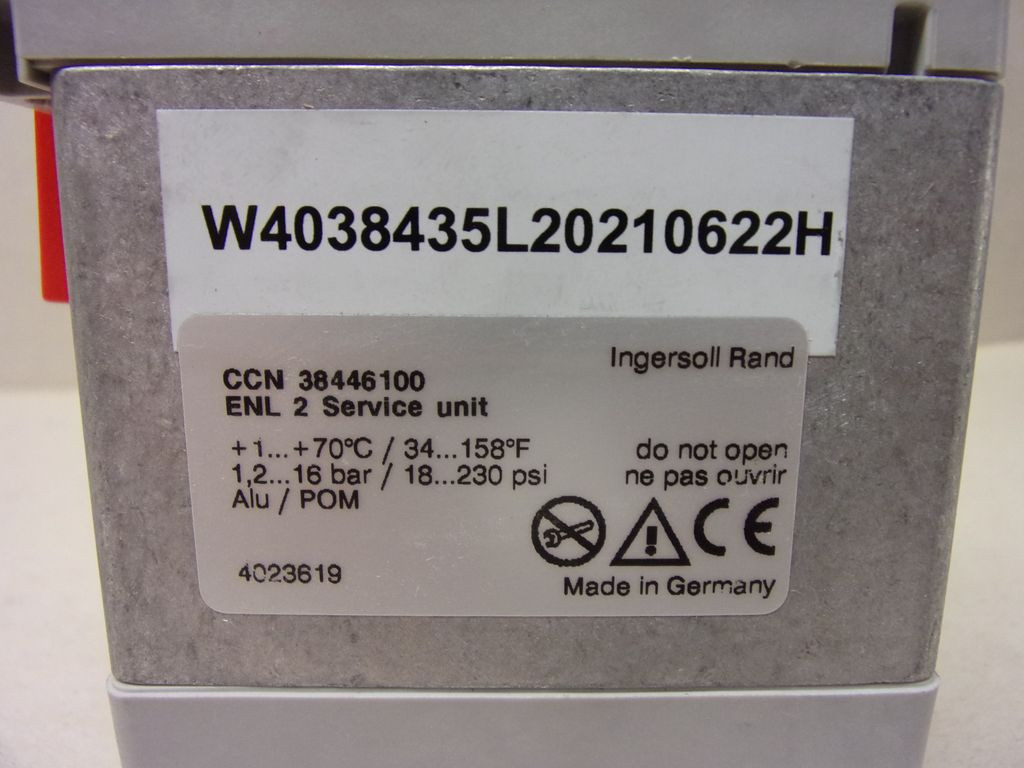 W4038435L20210622H
Ingersoll Rand
CCN 38446100
ENL 2 Service unit
+1...+70°C / 34...158°F
1,2...16 bar / 18...230 psi
Alu / POM
do not open
ne pas ouvrir
CE
4023619
Made in Germany